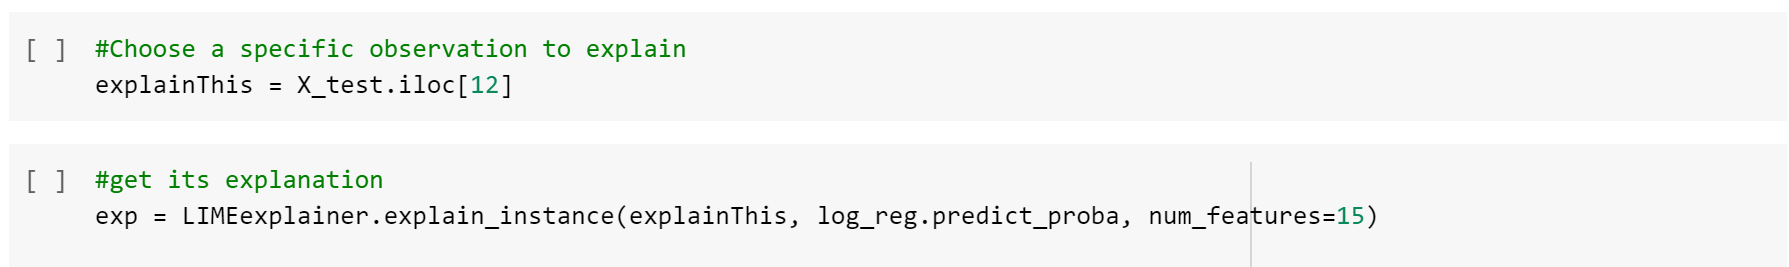 [ ] #Choose a specific observation to explain
explainThis = X_test.iloc[12]
[ ] #get its explanation
exp = LIMEexplainer.explain_instance(explainThis, log_reg.predict_proba, num_features=15)